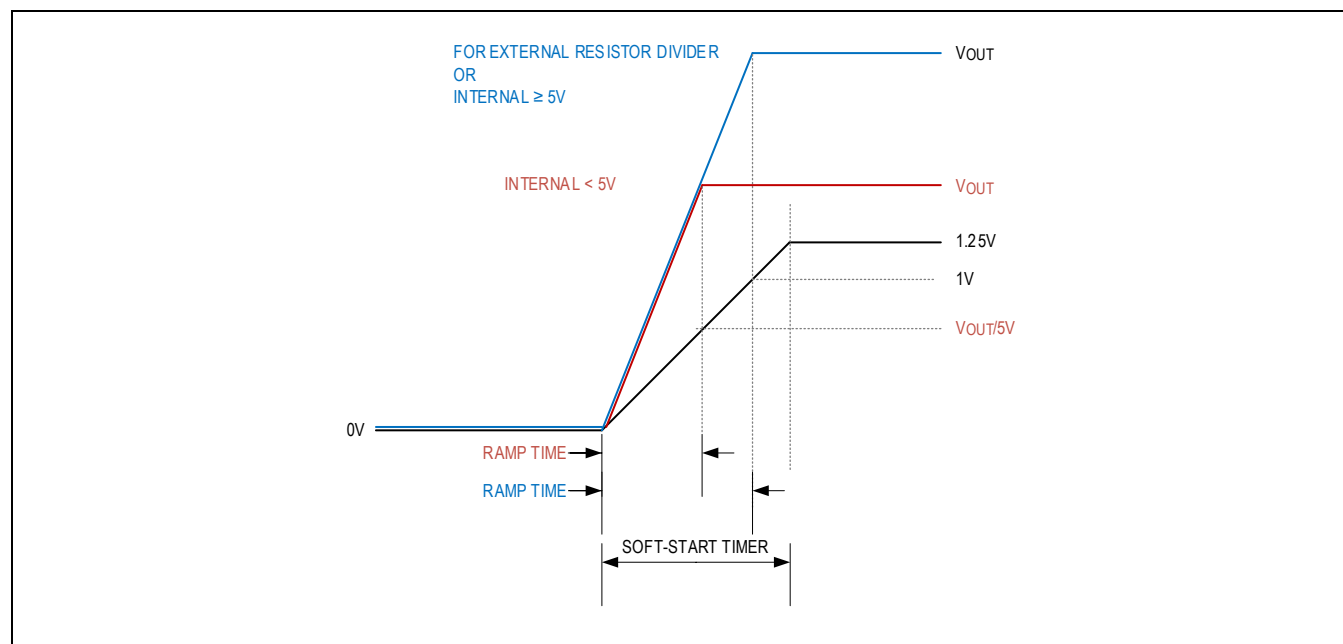 FOR EXTERNAL RESISTOR DIVIDER
OR
INTERNAL ≥ 5V
VOUT
INTERNAL < 5V
VOUT
1.25V
1V
VOUT/5V
0V
RAMP TIME
RAMP TIME
SOFT-START TIMER